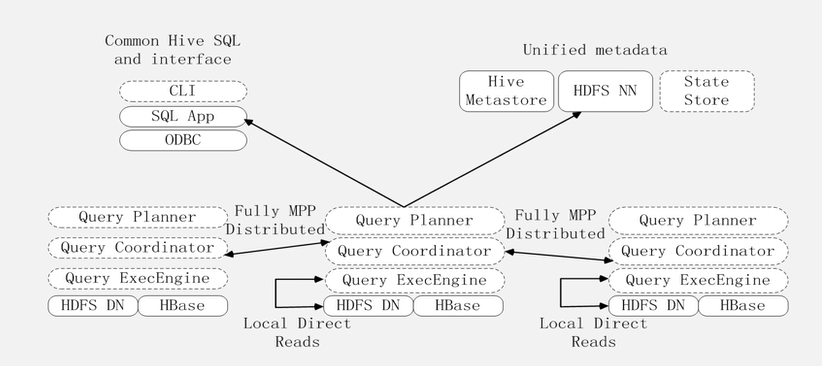 Common Hive SQL
and interface
CLI
SQL App
ODBC
Unified metadata
Hive
Metastore
HDFS NN
State
Store
Query Planner
Query Coordinator
Query ExecEngine
HDFS DN
HBase
Fully MPP
Distributed
Query Planner
Query Coordinator
Query ExecEngine
HDFS DN
HBase
Local Direct
Reads
Fully MPP
Distributed
Query Planner
Query Coordinator
Query ExecEngine
HDFS DN
HBase
Local Direct
Reads